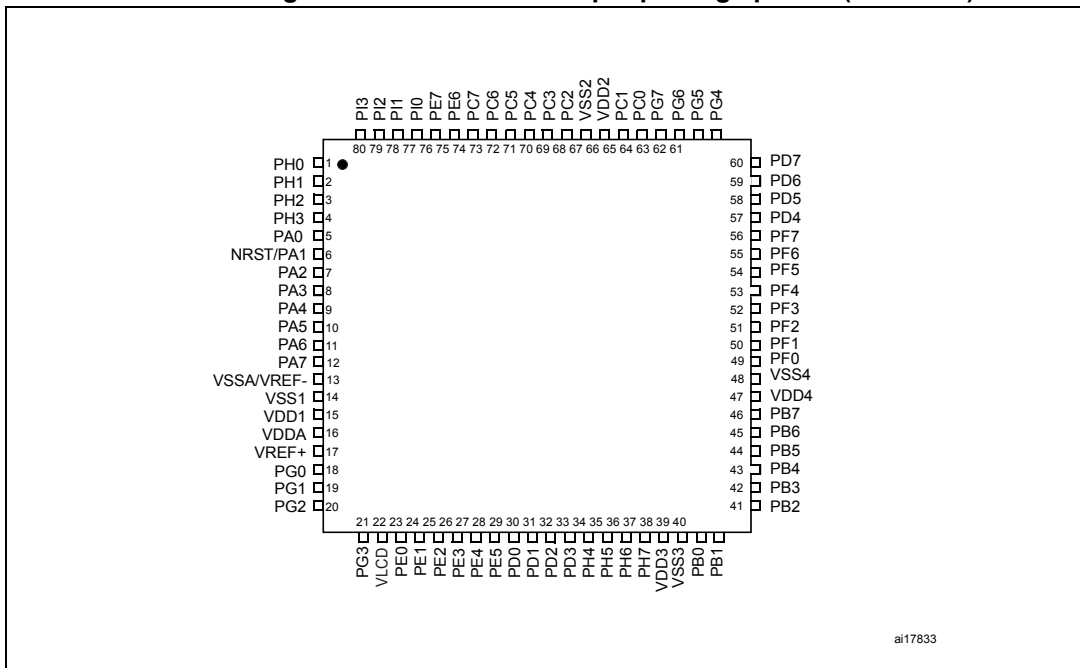 PI3 PI2 PI1 PI0 PE7 PE6 PC7 PC6 PC5 PC4 PC3 PC2 VSS2 VDD2 PC1 PC0 PG7 PG6 PG5 PG4
80 79 78 77 76 75 74 73 72 71 70 69 68 67 66 65 64 63 62 61
PH0 1
PH1 2
PH2 3
PH3 4
PA0 5
NRST/PA1 6
PA2 7
PA3 8
PA4 9
PA5 10
PA6 11
PA7 12
VSSA/VREF- 13
VSS1 14
VDD1 15
VDDA 16
VREF+ 17
PG0 18
PG1 19
PG2 20
60 PD7
59 PD6
58 PD5
57 PD4
56 PF7
55 PF6
54 PF5
53 PF4
52 PF3
51 PF2
50 PF1
49 PF0
48 VSS4
47 VDD4
46 PB7
45 PB6
44 PB5
43 PB4
42 PB3
41 PB2
21 22 23 24 25 26 27 28 29 30 31 32 33 34 35 36 37 38 39 40
PG3 VLCD PE0 PE1 PE2 PE3 PE4 PE5 PD0 PD1 PD2 PD3 PH4 PH5 PH6 PH7 VDD3 VSS3 PB0 PB1
ai17833